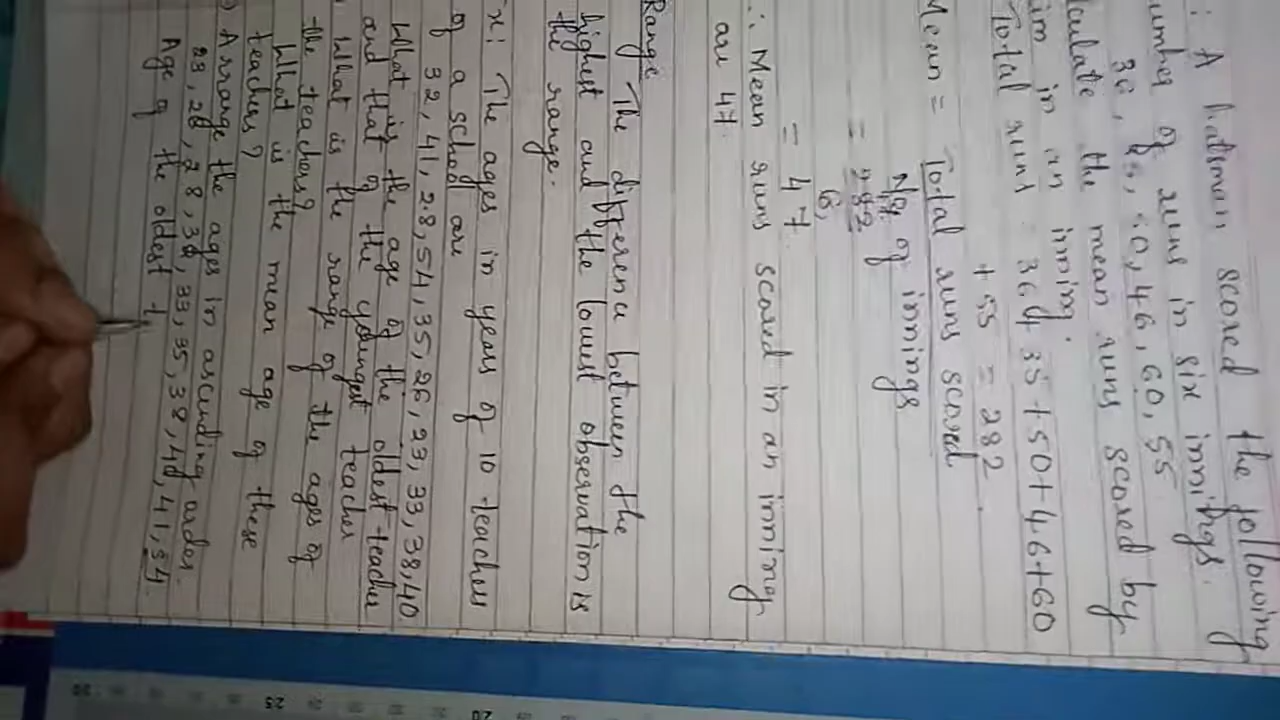 : A batsman scored the following
number of runs in six innings.
36, 35, 50, 46, 60, 55
calculate the mean runs scored by
him in an inning.
Total runs = 36+35+50+46+60
+55 = 282.
Mean = Total runs scored
No. of innings
= 282
6,
= 47.
∴ Mean runs scored in an inning
are 47.
Range The difference between the
highest and the lowest observation is
the range.
x: The ages in years of 10 teachers
of a school are
32, 41, 28, 54, 35, 26, 23, 33, 38, 40
What is the age of the oldest teacher
and that of the youngest teacher
What is the range of the ages of
the teachers?
What is the mean age of these
teachers?
) Arrange the ages in ascending order.
23, 26, 28, 32, 33, 35, 38, 40, 41, 54
Age of the oldest t
25
20